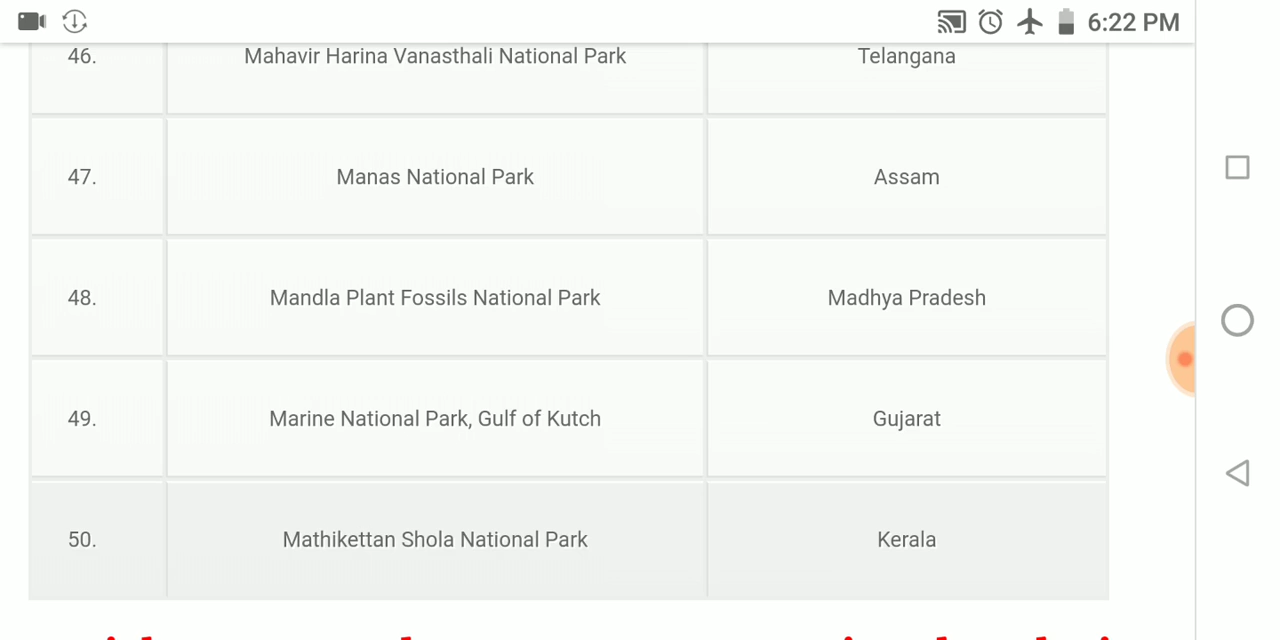 6:22 PM
46. Mahavir Harina Vanasthali National Park Telangana
47. Manas National Park Assam
48. Mandla Plant Fossils National Park Madhya Pradesh
49. Marine National Park, Gulf of Kutch Gujarat
50. Mathikettan Shola National Park Kerala